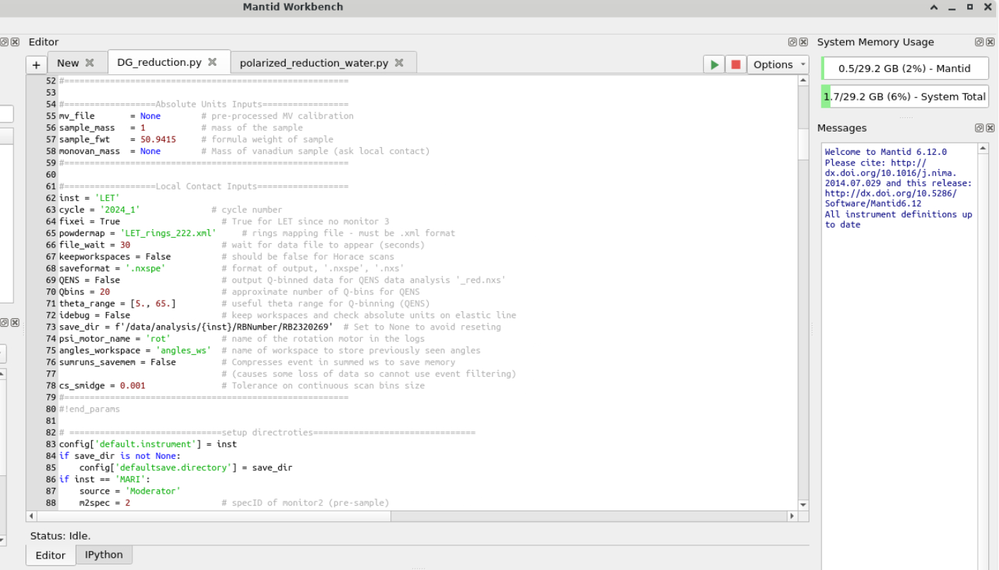 Mantid Workbench
Editor
New
DG_reduction.py
polarized_reduction_water.py
Options
52 #========================================================
53
54 #==================Absolute Units Inputs=================
55 mv_file       = None        # pre-processed MV calibration
56 sample_mass   = 1           # mass of the sample
57 sample_fwt    = 50.9415     # formula weight of sample
58 monovan_mass  = None        # Mass of vanadium sample (ask local contact)
59 #========================================================
60
61 #==================Local Contact Inputs==================
62 inst = 'LET'
63 cycle = '2024_1'              # cycle number
64 fixei = True                    # True for LET since no monitor 3
65 powdermap = 'LET_rings_222.xml'     # rings mapping file - must be .xml format
66 file_wait = 30                  # wait for data file to appear (seconds)
67 keepworkspaces = False          # should be false for Horace scans
68 saveformat = '.nxspe'           # format of output, '.nxspe', '.nxs'
69 QENS = False                    # output Q-binned data for QENS data analysis '_red.nxs'
70 Qbins = 20                      # approximate number of Q-bins for QENS
71 theta_range = [5., 65.]         # useful theta range for Q-binning (QENS)
72 idebug = False                  # keep workspaces and check absolute units on elastic line
73 save_dir = f'/data/analysis/{inst}/RBNumber/RB2320269'  # Set to None to avoid reseting
74 psi_motor_name = 'rot'          # name of the rotation motor in the logs
75 angles_workspace = 'angles_ws'  # name of workspace to store previously seen angles
76 sumruns_savemem = False         # Compresses event in summed ws to save memory
77                                 # (causes some loss of data so cannot use event filtering)
78 cs_smidge = 0.001               # Tolerance on continuous scan bins size
79 #========================================================
80 #!end_params
81
82 # ==============================setup directroties================================
83 config['default.instrument'] = inst
84 if save_dir is not None:
85     config['defaultsave.directory'] = save_dir
86 if inst == 'MARI':
87     source = 'Moderator'
88     m2spec = 2                  # specID of monitor2 (pre-sample)
Status: Idle.
Editor
IPython
System Memory Usage
0.5/29.2 GB (2%) - Mantid
1.7/29.2 GB (6%) - System Total
Messages
Welcome to Mantid 6.12.0
Please cite: http://
dx.doi.org/10.1016/j.nima.
2014.07.029 and this release:
http://dx.doi.org/10.5286/
Software/Mantid6.12
All instrument definitions up
to date